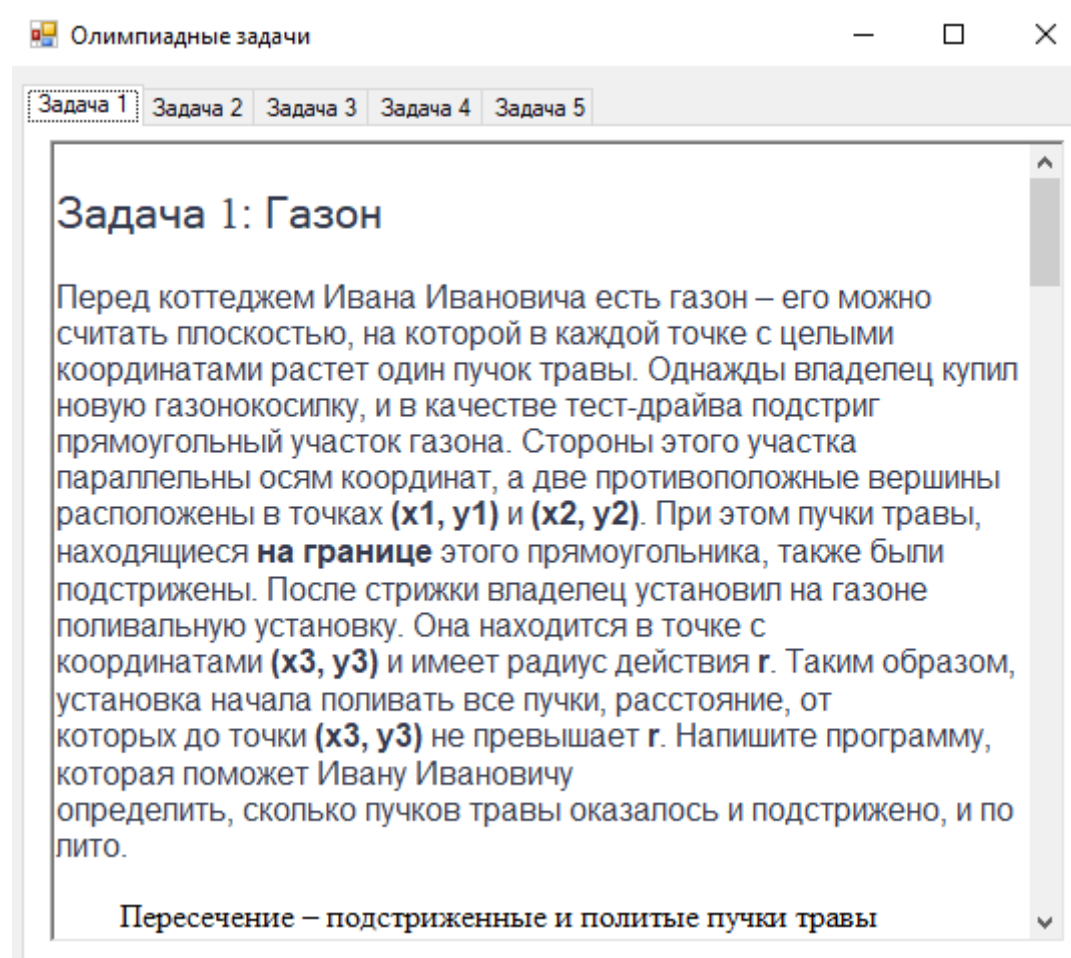 Олимпиадные задачи
Задача 1 Задача 2 Задача 3 Задача 4 Задача 5
Задача 1: Газон
Перед коттеджем Ивана Ивановича есть газон – его можно
считать плоскостью, на которой в каждой точке с целыми
координатами растет один пучок травы. Однажды владелец купил
новую газонокосилку, и в качестве тест-драйва подстриг
прямоугольный участок газона. Стороны этого участка
параллельны осям координат, а две противоположные вершины
расположены в точках (x1, y1) и (x2, y2). При этом пучки травы,
находящиеся на границе этого прямоугольника, также были
подстрижены. После стрижки владелец установил на газоне
поливальную установку. Она находится в точке с
координатами (x3, y3) и имеет радиус действия r. Таким образом,
установка начала поливать все пучки, расстояние, от
которых до точки (x3, y3) не превышает r. Напишите программу,
которая поможет Ивану Ивановичу
определить, сколько пучков травы оказалось и подстрижено, и по
лито.
Пересечение – подстриженные и политые пучки травы